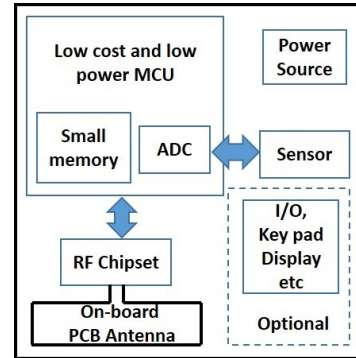 Low cost and low
power MCU
Power
Source
Small
memory
ADC
Sensor
RF Chipset
I/O,
Key pad
Display
etc
Optional
On-board
PCB Antenna